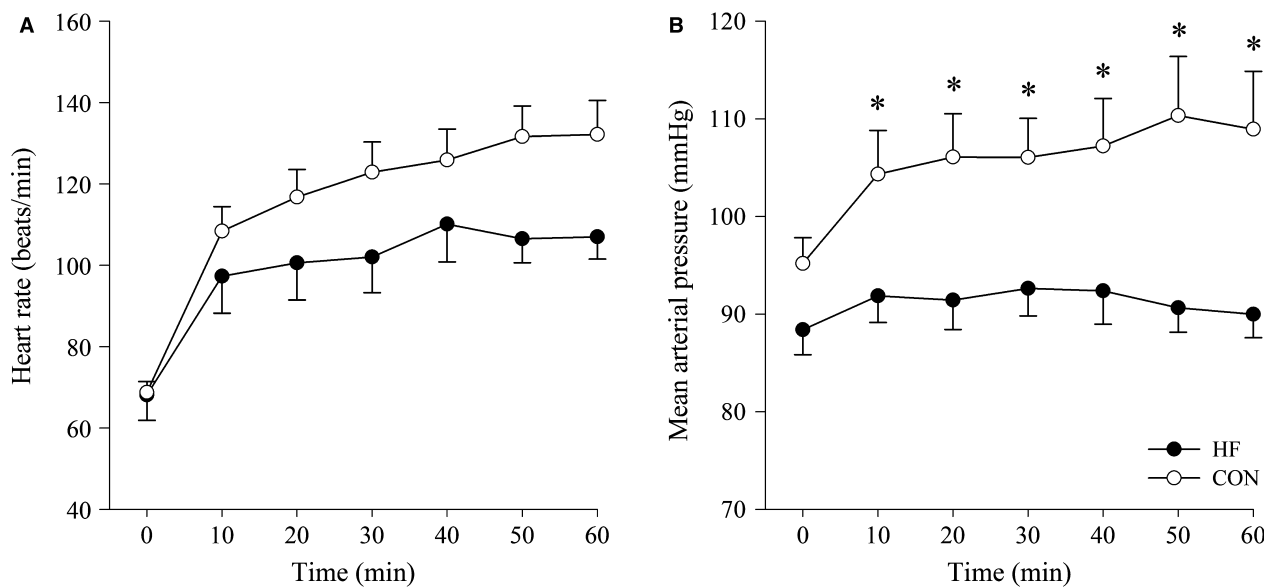 A
Heart rate (beats/min)
160
140
120
100
80
60
40
0 10 20 30 40 50 60
Time (min)
B
Mean arterial pressure (mmHg)
120
110
100
90
80
70
* * * * * *
HF
CON
0 10 20 30 40 50 60
Time (min)